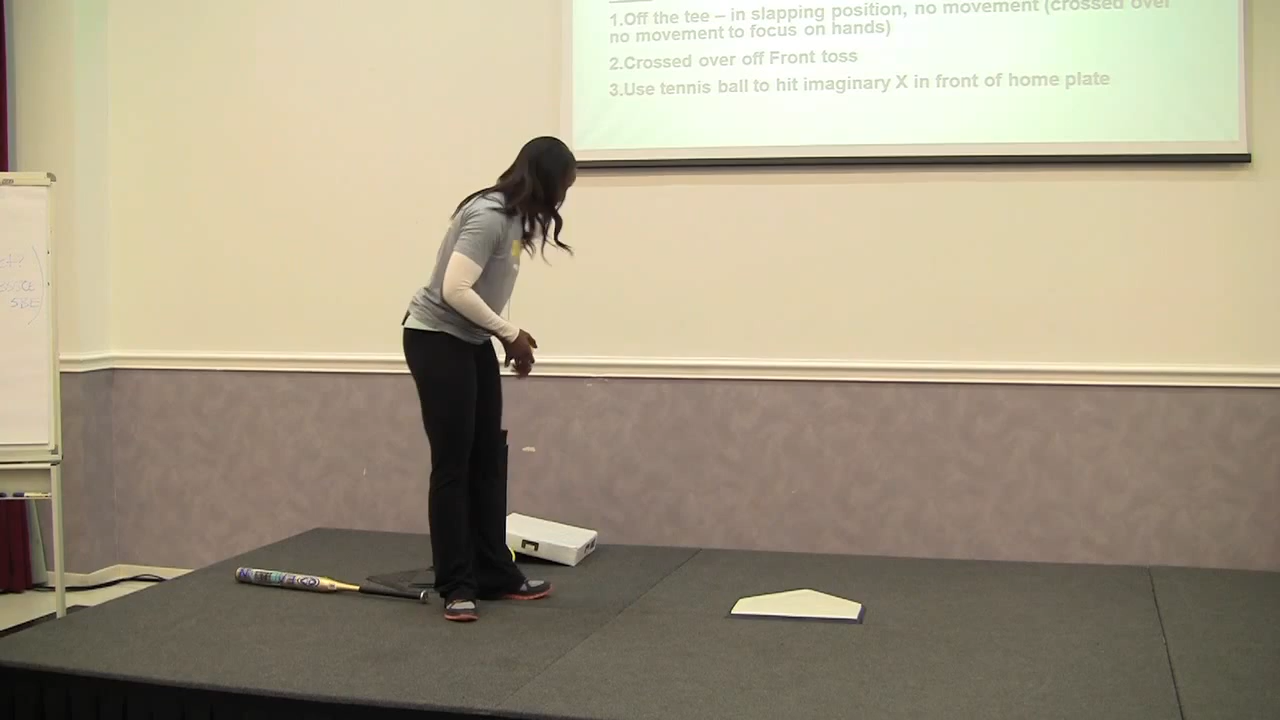 1.Off the tee – in slapping position, no movement (crossed over
no movement to focus on hands)
2.Crossed over off Front toss
3.Use tennis ball to hit imaginary X in front of home plate